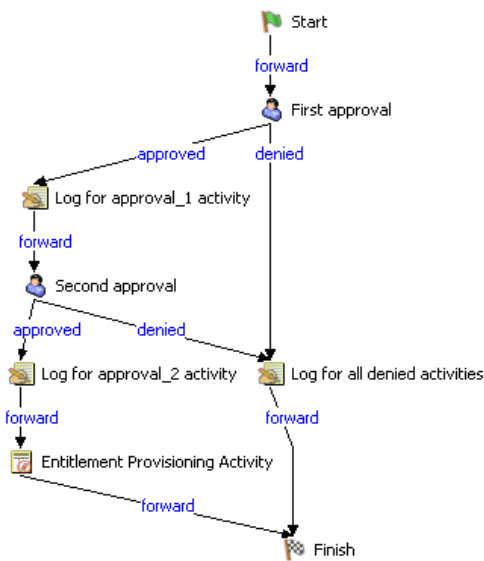 Start
forward
First approval
approved
denied
Log for approval_1 activity
forward
Second approval
approved
denied
Log for approval_2 activity
Log for all denied activities
forward
forward
Entitlement Provisioning Activity
forward
Finish